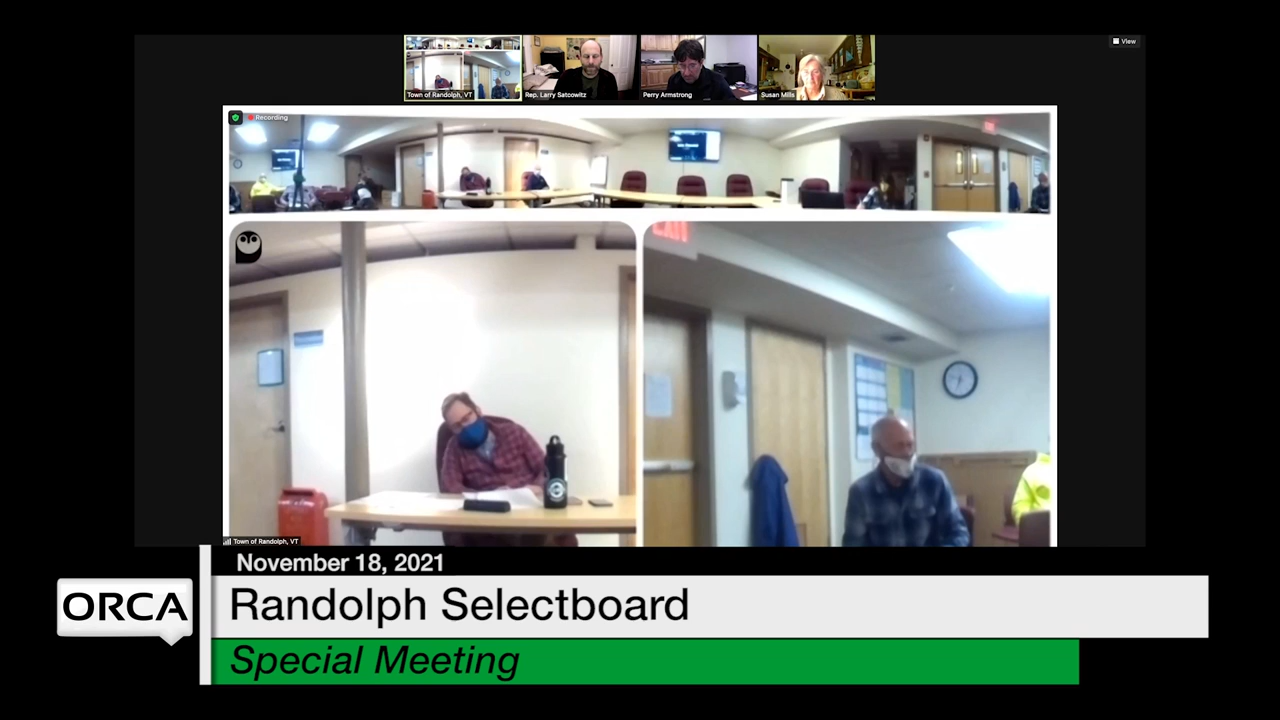 View
Town of Randolph, VT
Rep. Larry Satcowitz
Perry Armstrong
Susan Mills
Recording
EXIT
Town of Randolph, VT
November 18, 2021
ORCA
Randolph Selectboard
Special Meeting